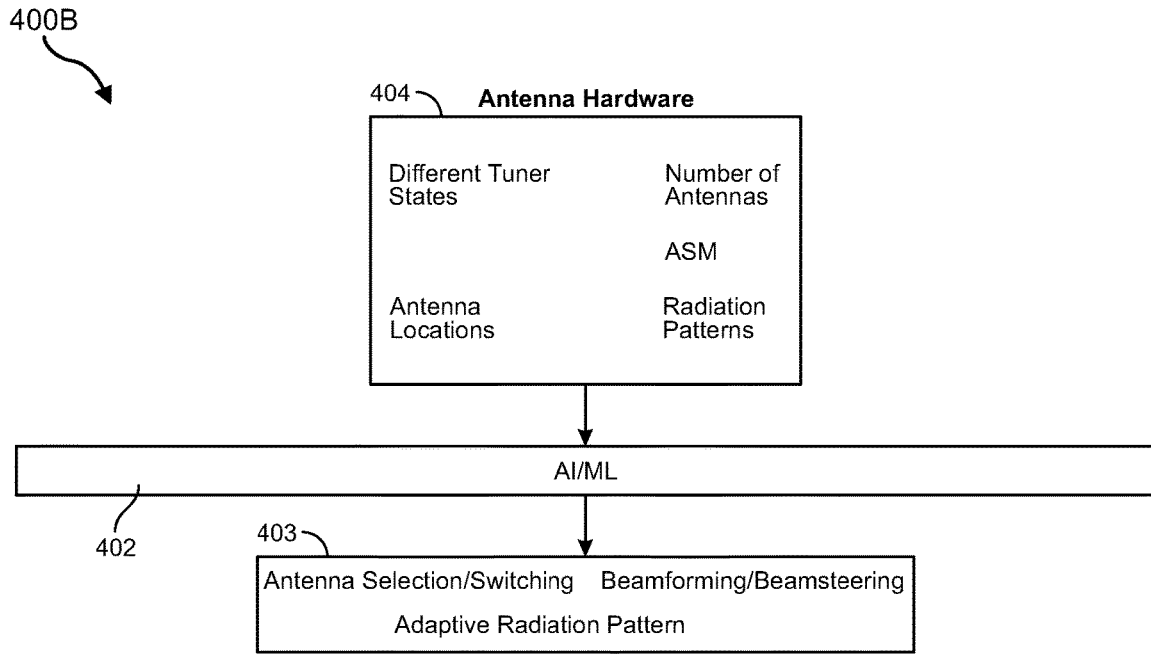 400B
404
Antenna Hardware
Different Tuner
States
Number of
Antennas
ASM
Antenna
Locations
Radiation
Patterns
AI/ML
402
403
Antenna Selection/Switching
Beamforming/Beamsteering
Adaptive Radiation Pattern